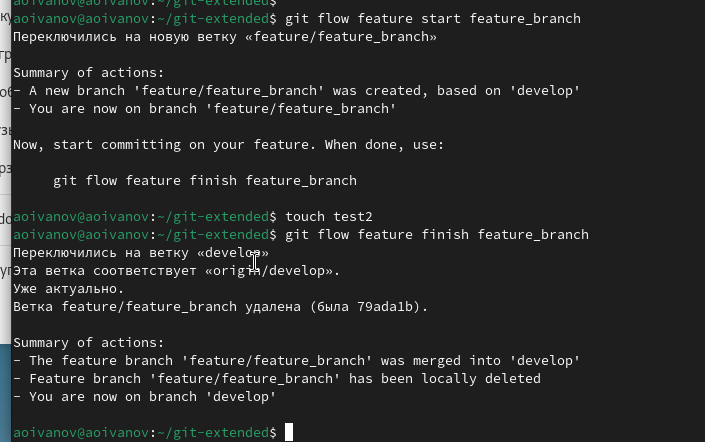 aoivanov@aoivanov:~/git-extended$
aoivanov@aoivanov:~/git-extended$ git flow feature start feature_branch
Переключились на новую ветку «feature/feature_branch»
Summary of actions:
- A new branch 'feature/feature_branch' was created, based on 'develop'
- You are now on branch 'feature/feature_branch'
Now, start committing on your feature. When done, use:
git flow feature finish feature_branch
aoivanov@aoivanov:~/git-extended$ touch test2
aoivanov@aoivanov:~/git-extended$ git flow feature finish feature_branch
Переключились на ветку «develop»
Эта ветка соответствует «origin/develop».
Уже актуально.
Ветка feature/feature_branch удалена (была 79ada1b).
Summary of actions:
- The feature branch 'feature/feature_branch' was merged into 'develop'
- Feature branch 'feature/feature_branch' has been locally deleted
- You are now on branch 'develop'
aoivanov@aoivanov:~/git-extended$